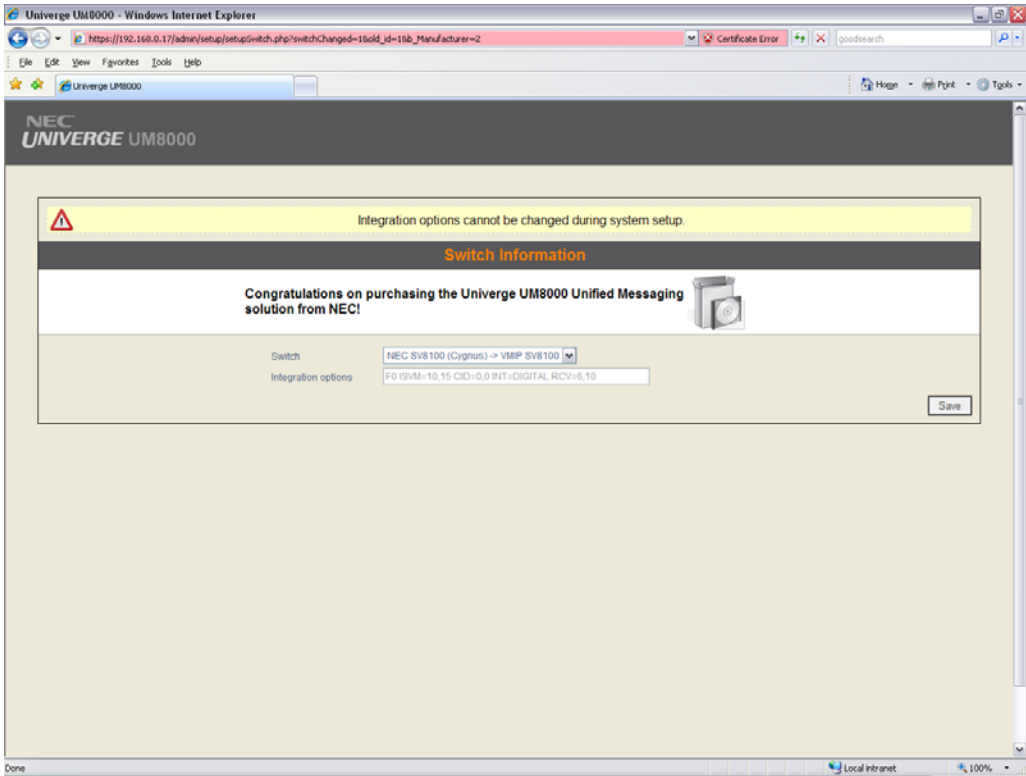 Univerge UM8000 - Windows Internet Explorer
https://192.168.0.17/admin/setup/setupSwitch.php?switchChanged=1&old_id=18&b_Manufacturer=2
Certificate Error
goodsearch
File Edit View Favorites Tools Help
Univerge UM8000
Home Print Tools
NEC
UNIVERGE UM8000
Integration options cannot be changed during system setup.
Switch Information
Congratulations on purchasing the Univerge UM8000 Unified Messaging
solution from NEC!
Switch NEC SV8100 (Cygnus) -> VMIP SV8100
Integration options F0 ISVM=10,15 CID=0,0 INT=DIGITAL RCV=6,10
Save
Done Local intranet 100%